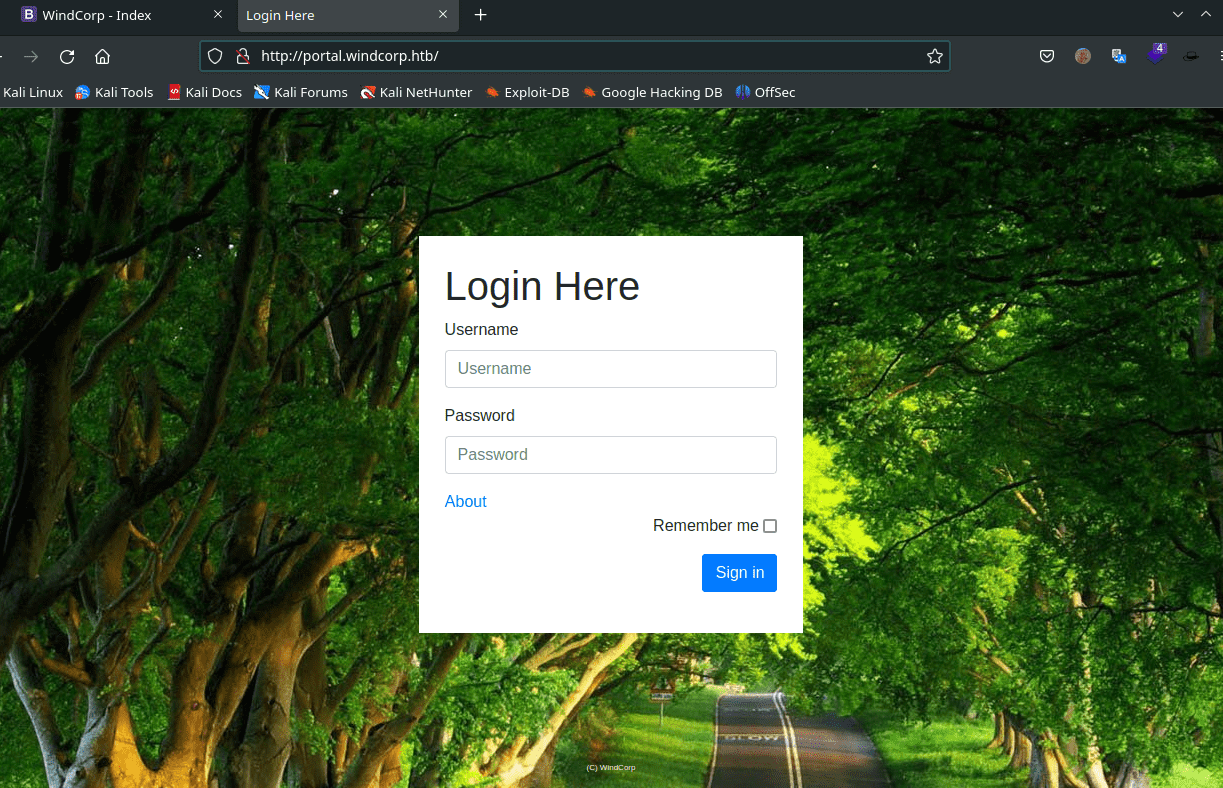 B WindCorp - Index
Login Here
http://portal.windcorp.htb/
4
Kali Linux Kali Tools Kali Docs Kali Forums Kali NetHunter Exploit-DB Google Hacking DB OffSec
Login Here
Username
Username
Password
Password
About
Remember me
Sign in
SLOW
(C) WindCorp